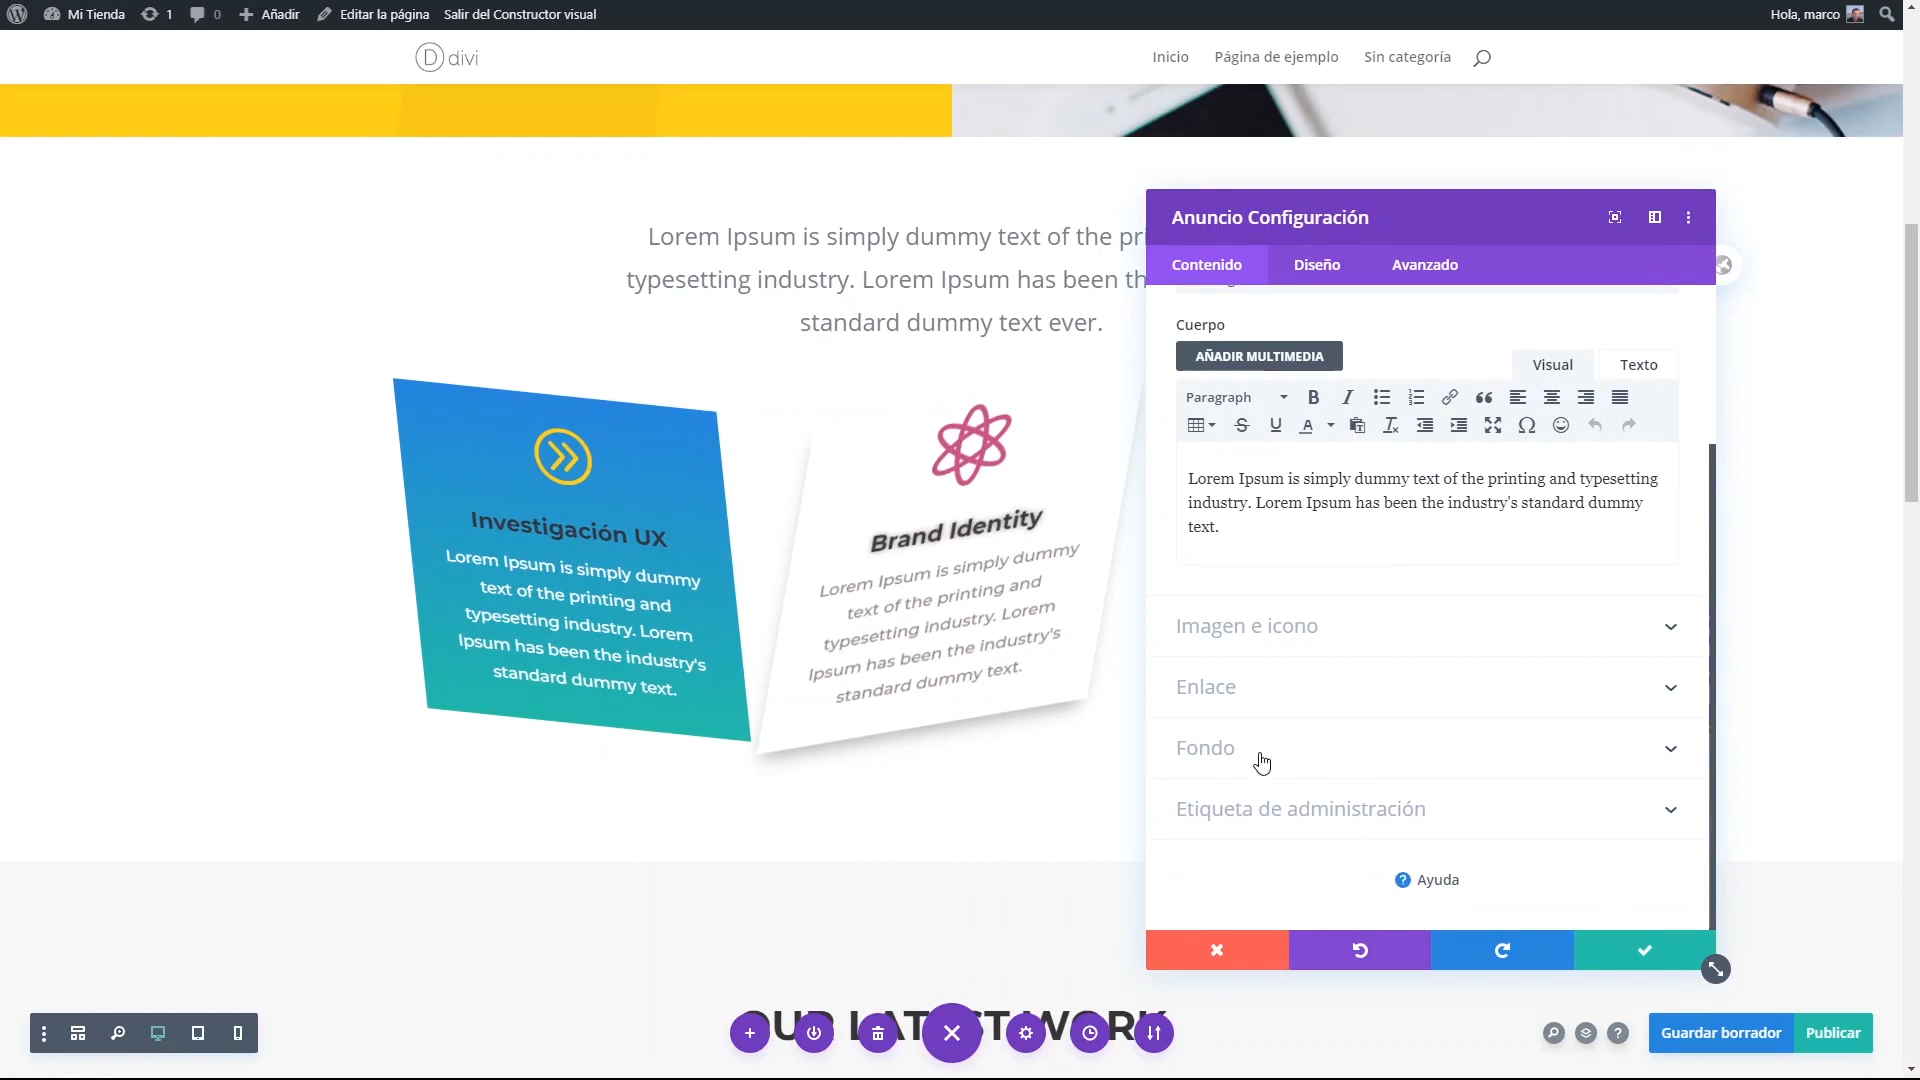 Mi Tienda 1 0 Añadir Editar la página Salir del Constructor visual Hola, marco
D divi Inicio Página de ejemplo Sin categoría
Lorem Ipsum is simply dummy text of the pri
typesetting industry. Lorem Ipsum has been th
standard dummy text ever.
Investigación UX
Lorem Ipsum is simply dummy
text of the printing and
typesetting industry. Lorem
Ipsum has been the industry's
standard dummy text.
Brand Identity
Lorem Ipsum is simply dummy
text of the printing and
typesetting industry. Lorem
Ipsum has been the industry's
standard dummy text.
Anuncio Configuración
Contenido Diseño Avanzado
Cuerpo
AÑADIR MULTIMEDIA
Visual Texto
Paragraph
Lorem Ipsum is simply dummy text of the printing and typesetting
industry. Lorem Ipsum has been the industry's standard dummy
text.
Imagen e icono
Enlace
Fondo
Etiqueta de administración
Ayuda
OUR LATEST WORK
Guardar borrador Publicar